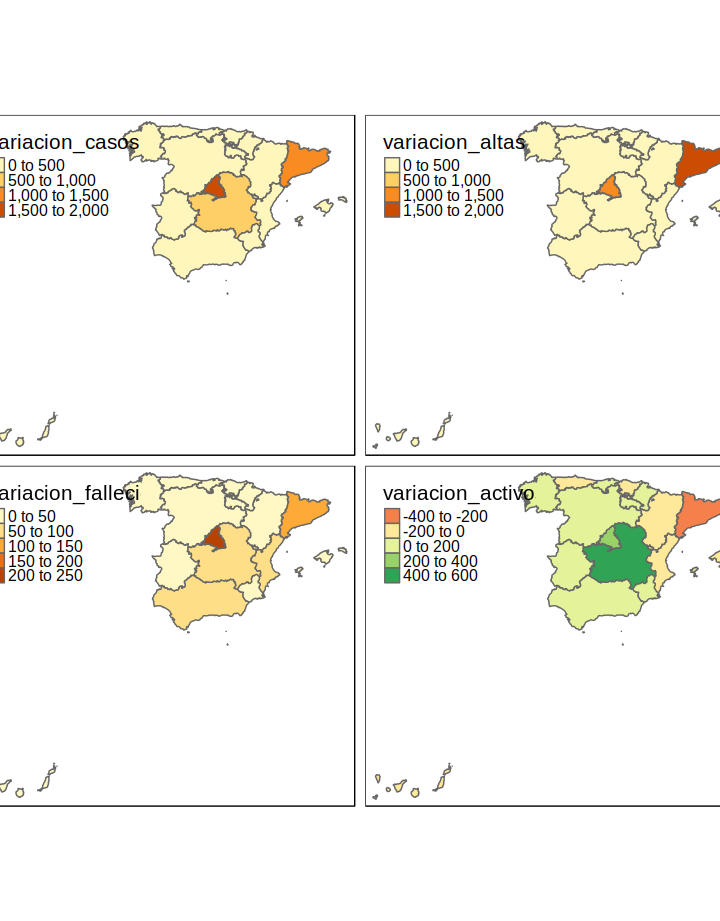 ariacion_casos
0 to 500
500 to 1,000
1,000 to 1,500
1,500 to 2,000
variacion_altas
0 to 500
500 to 1,000
1,000 to 1,500
1,500 to 2,000
ariacion_falleci
0 to 50
50 to 100
100 to 150
150 to 200
200 to 250
variacion_activo
-400 to -200
-200 to 0
0 to 200
200 to 400
400 to 600